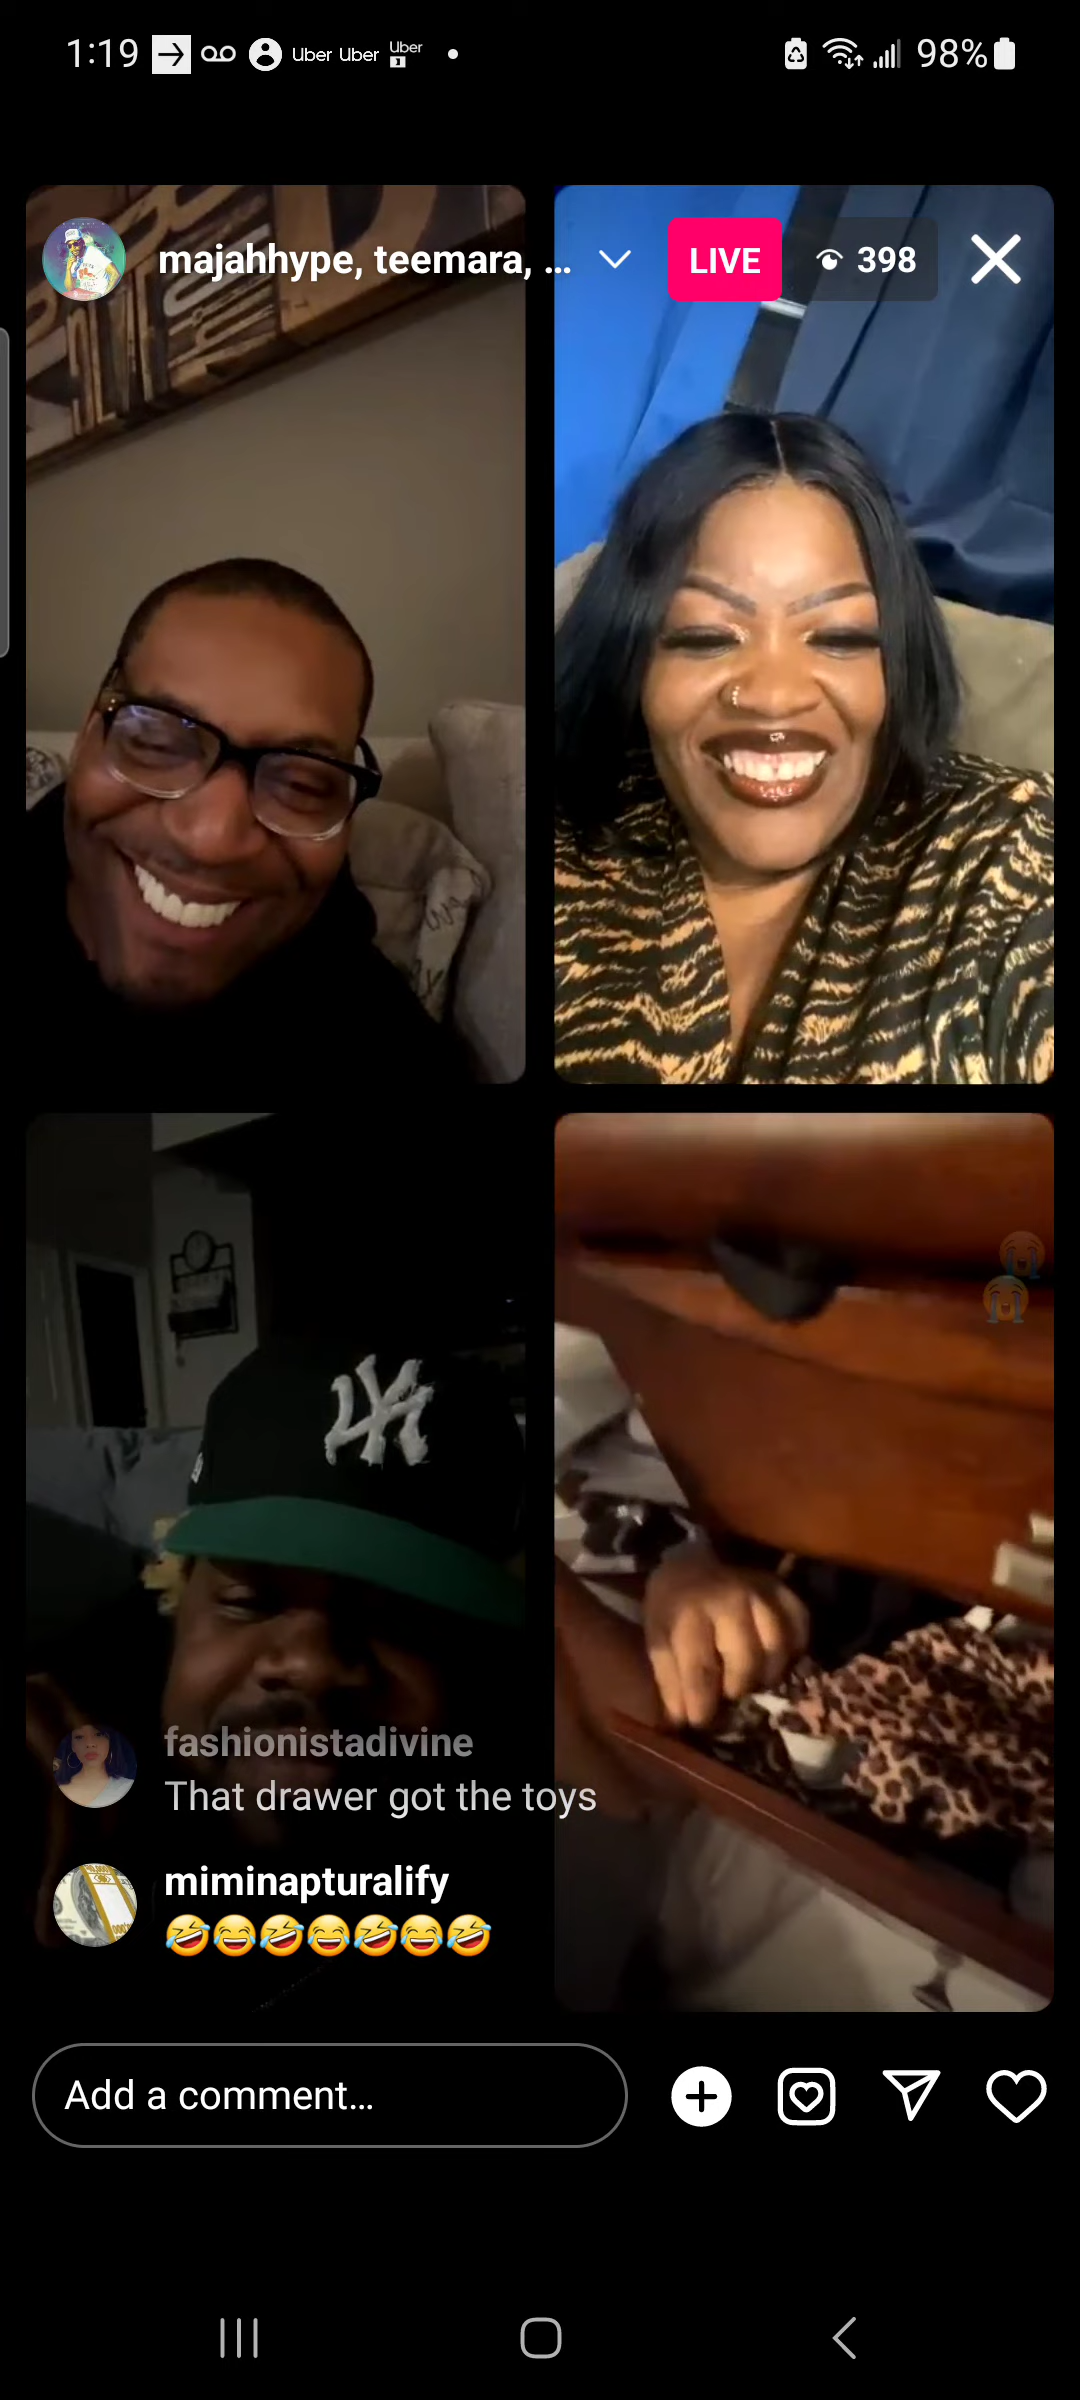 1:19 Uber Uber Uber 98%
majahhype, teemara, ... LIVE 398
NY
fashionistadivine
That drawer got the toys
miminapturalify
🤣😂🤣😂🤣😂🤣
Add a comment...